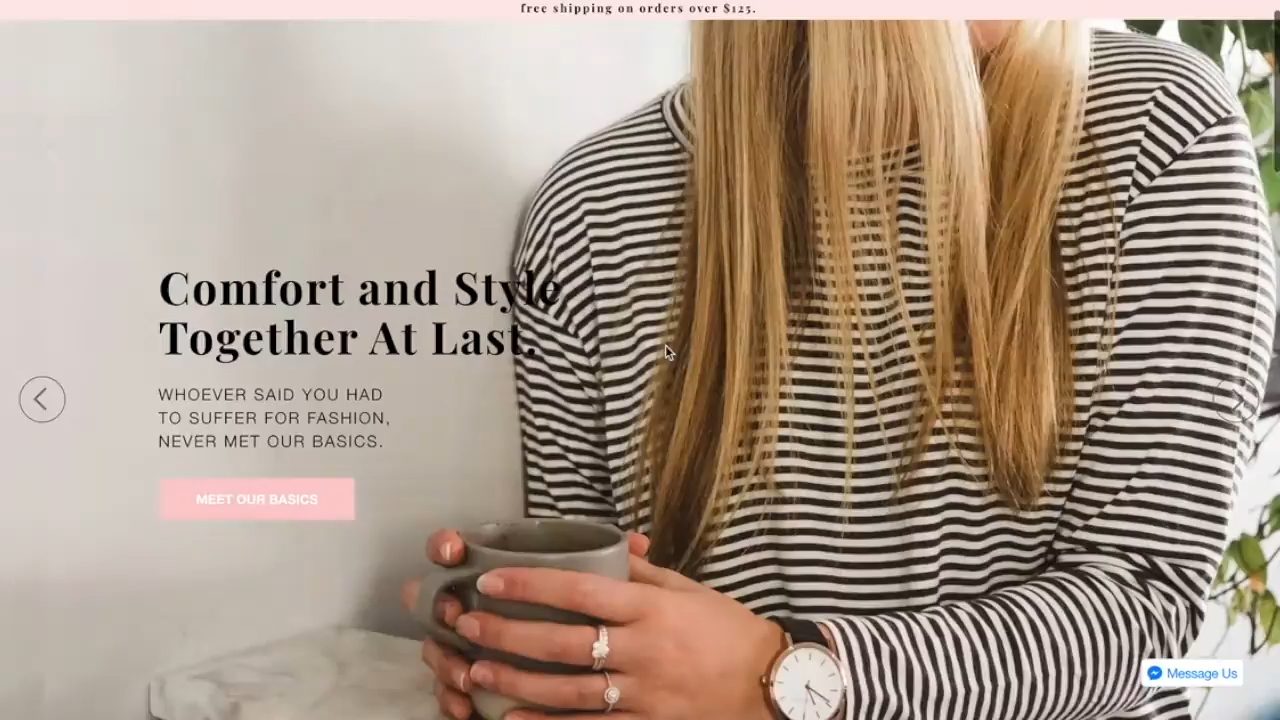 free shipping on orders over $125.
Comfort and Style
Together At Last.
WHOEVER SAID YOU HAD
TO SUFFER FOR FASHION,
NEVER MET OUR BASICS.
MEET OUR BASICS
Message Us